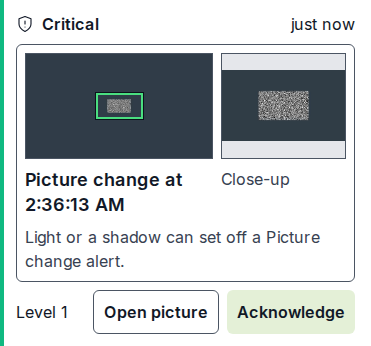 Critical
just now
Picture change at
2:36:13 AM
Close-up
Light or a shadow can set off a Picture
change alert.
Level 1
Open picture
Acknowledge